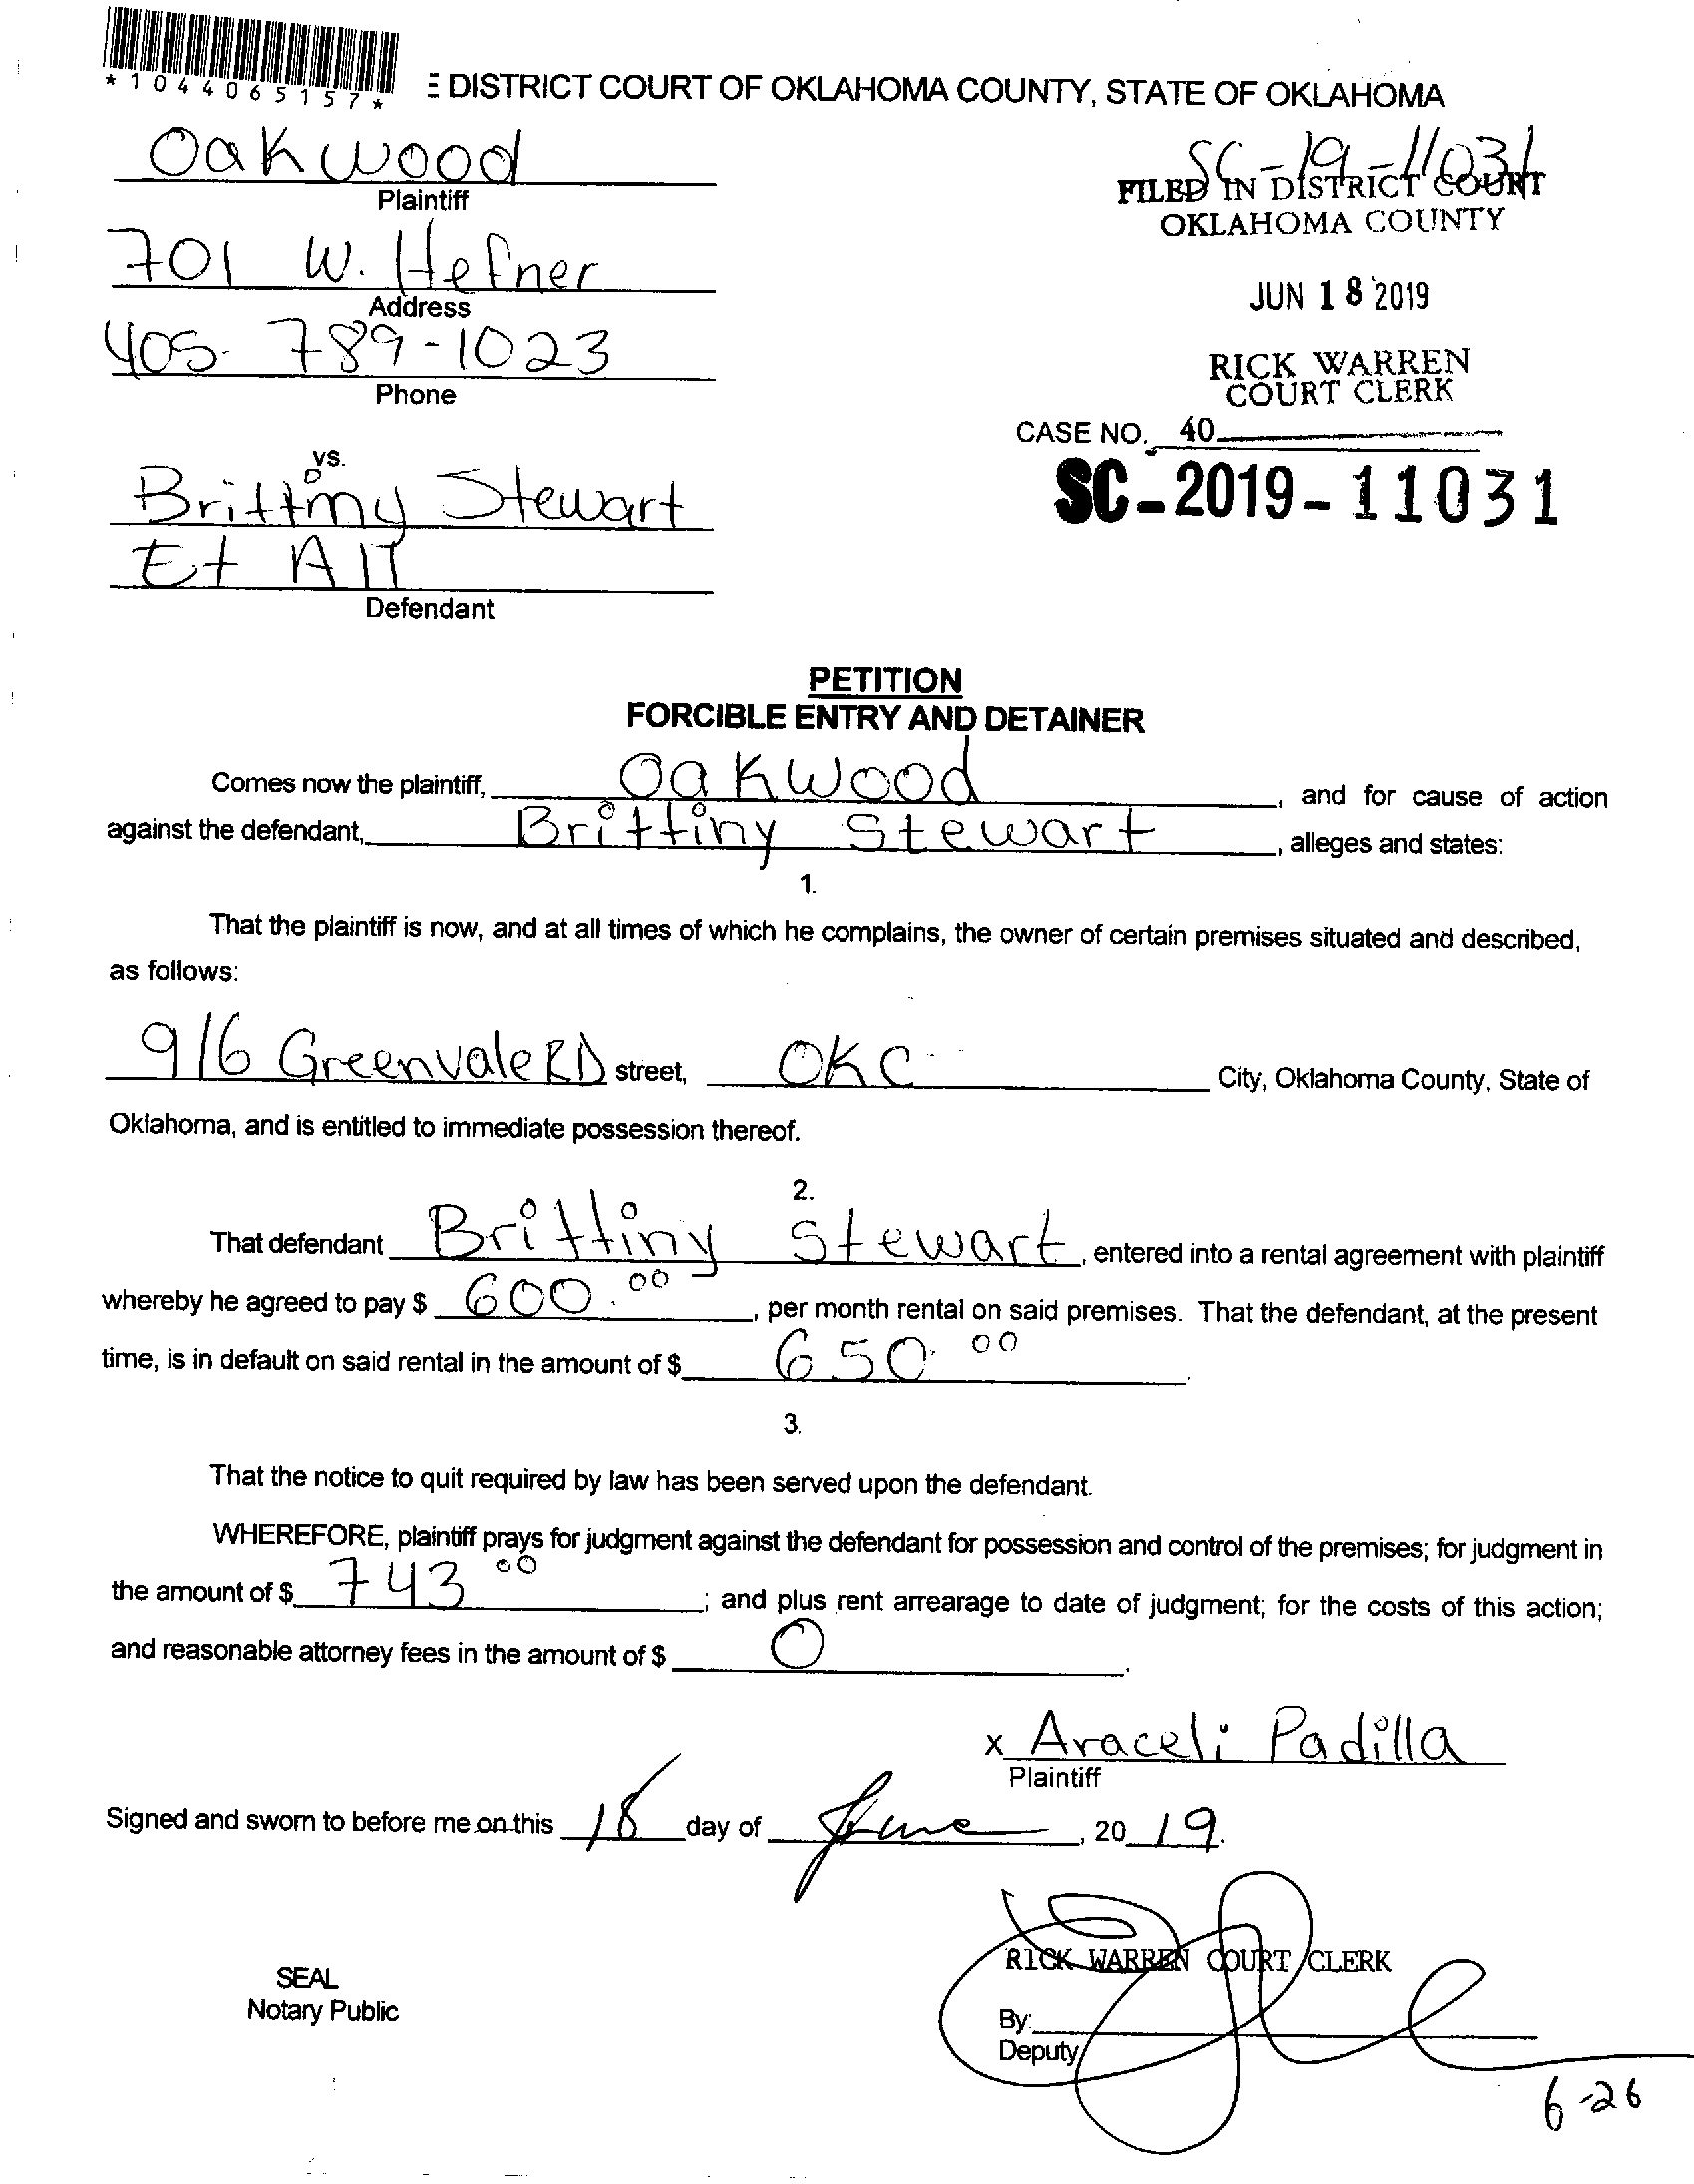 *1044065157*
E DISTRICT COURT OF OKLAHOMA COUNTY, STATE OF OKLAHOMA
Oakwood
Plaintiff
SC-19-11031
FILED IN DISTRICT COURT
OKLAHOMA COUNTY
701 W. Hefner
Address
JUN 18 2019
405-789-1023
Phone
RICK WARREN
COURT CLERK
CASE NO. 40
vs.
Brittiny Stewart
SC-2019-11031
Et All
Defendant
PETITION
FORCIBLE ENTRY AND DETAINER
Comes now the plaintiff, Oakwood, and for cause of action
against the defendant, Brittiny Stewart, alleges and states:
1.
That the plaintiff is now, and at all times of which he complains, the owner of certain premises situated and described,
as follows:
916 Greenvale RD street, OKC City, Oklahoma County, State of
Oklahoma, and is entitled to immediate possession thereof.
2.
That defendant Brittiny Stewart, entered into a rental agreement with plaintiff
whereby he agreed to pay $ 600.00, per month rental on said premises. That the defendant, at the present
time, is in default on said rental in the amount of $ 650.00.
3.
That the notice to quit required by law has been served upon the defendant.
WHEREFORE, plaintiff prays for judgment against the defendant for possession and control of the premises; for judgment in
the amount of $ 743 00; and plus rent arrearage to date of judgment; for the costs of this action;
and reasonable attorney fees in the amount of $ 0.
x Araceli Padilla
Plaintiff
Signed and sworn to before me on this 18 day of June, 2019.
RICK WARREN COURT CLERK
SEAL
Notary Public
By:
Deputy
6-26